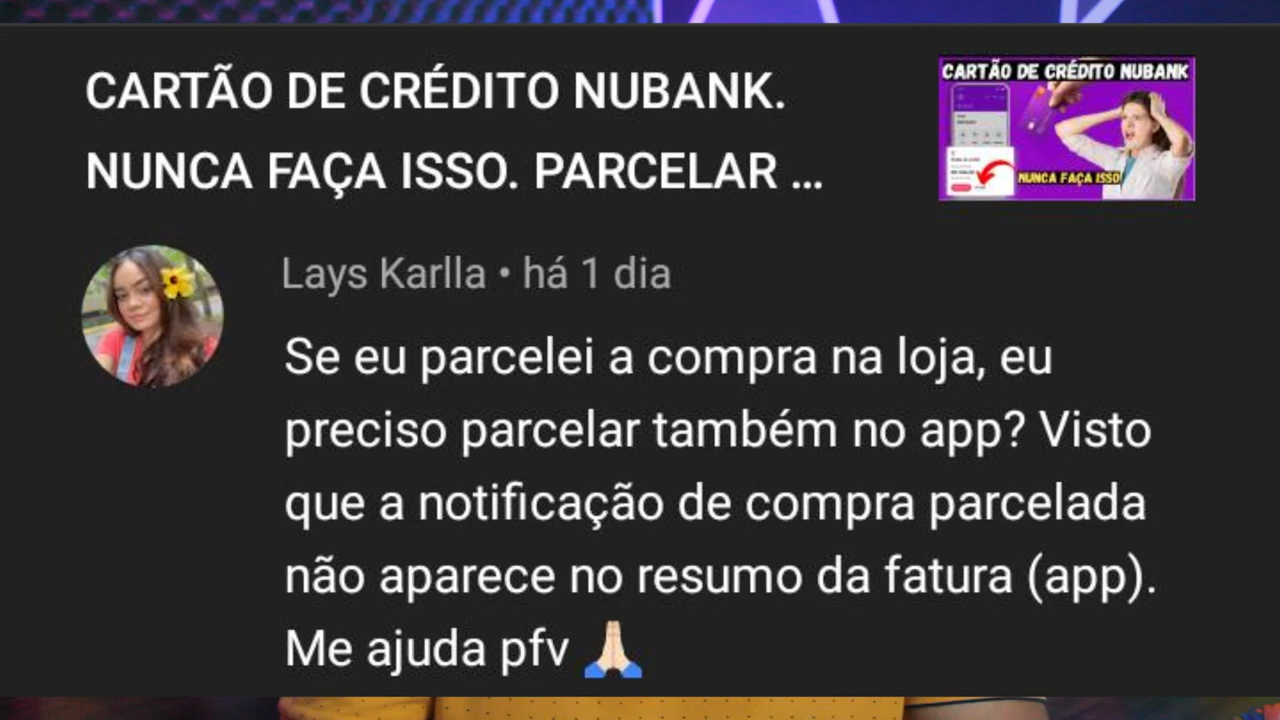 CARTÃO DE CRÉDITO NUBANK.
NUNCA FAÇA ISSO. PARCELAR ...
CARTÃO DE CRÉDITO NUBANK
NUNCA FAÇA ISSO
Lays Karlla • há 1 dia
Se eu parcelei a compra na loja, eu
preciso parcelar também no app? Visto
que a notificação de compra parcelada
não aparece no resumo da fatura (app).
Me ajuda pfv 🙏🏻